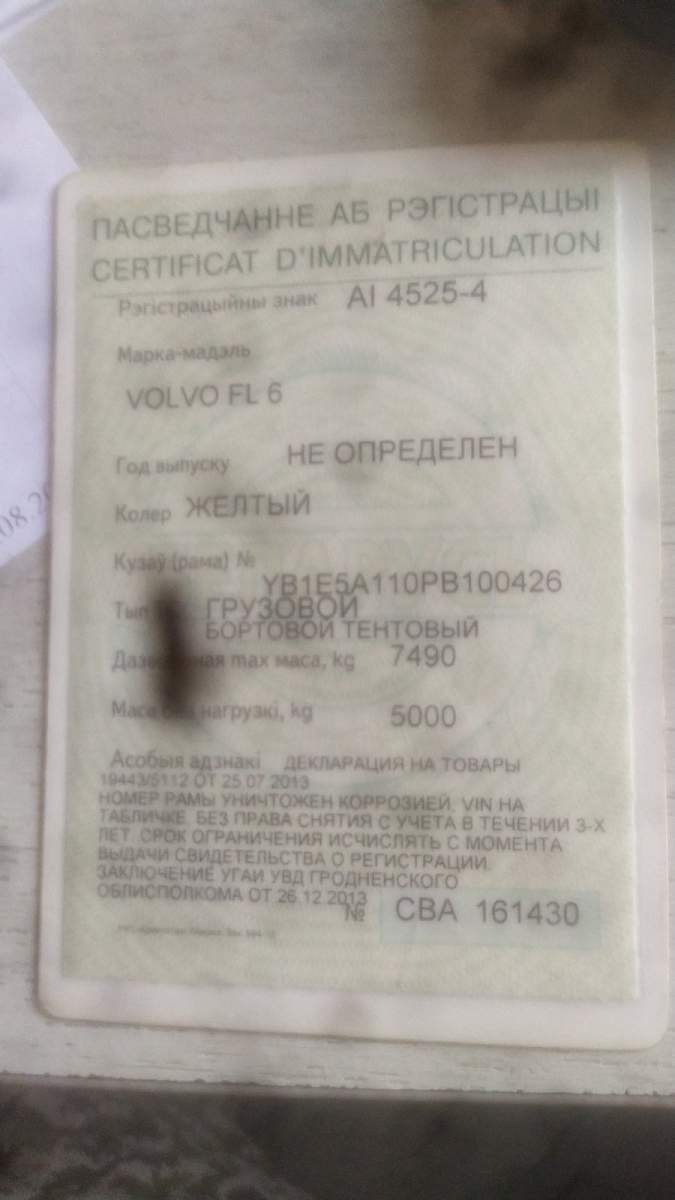 ПАСВЕДЧАННЕ АБ РЭГІСТРАЦЫІ
CERTIFICAT D'IMMATRICULATION
Рэгістрацыйны знак АІ 4525-4
Марка-мадэль
VOLVO FL 6
Год выпуску НЕ ОПРЕДЕЛЕН
Колер ЖЕЛТЫЙ
Кузаў (рама) №
YB1E5A110PB100426
Тып ГРУЗОВОЙ
БОРТОВОЙ ТЕНТОВЫЙ
max маса, kg 7490
Маса нагрузкі, kg 5000
Асобыя адзнакі ДЕКЛАРАЦИЯ НА ТОВАРЫ
19443/5112 ОТ 25 07 2013
НОМЕР РАМЫ УНИЧТОЖЕН КОРРОЗИЕЙ, VIN НА
ТАБЛИЧКЕ. БЕЗ ПРАВА СНЯТИЯ С УЧЕТА В ТЕЧЕНИИ 3-Х
ЛЕТ. СРОК ОГРАНИЧЕНИЯ ИСЧИСЛЯТЬ С МОМЕНТА
ВЫДАЧИ СВИДЕТЕЛЬСТВА О РЕГИСТРАЦИИ.
ЗАКЛЮЧЕНИЕ УГАИ УВД ГРОДНЕНСКОГО
ОБЛИСПОЛКОМА ОТ 26.12.2013
№ СВА 161430